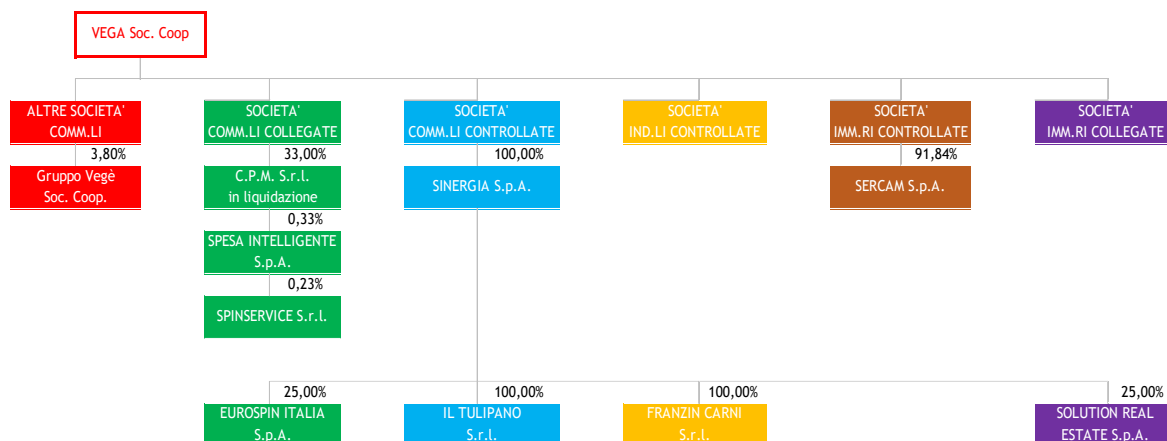 VEGA Soc. Coop
ALTRE SOCIETA'
COMM.LI
SOCIETA'
COMM.LI COLLEGATE
SOCIETA'
COMM.LI CONTROLLATE
SOCIETA'
IND.LI CONTROLLATE
SOCIETA'
IMM.RI CONTROLLATE
SOCIETA'
IMM.RI COLLEGATE
3,80%
33,00%
100,00%
91,84%
Gruppo Vegè
Soc. Coop.
C.P.M. S.r.l.
in liquidazione
SINERGIA S.p.A.
SERCAM S.p.A.
0,33%
SPESA INTELLIGENTE
S.p.A.
0,23%
SPINSERVICE S.r.l.
25,00%
100,00%
100,00%
25,00%
EUROSPIN ITALIA
S.p.A.
IL TULIPANO
S.r.l.
FRANZIN CARNI
S.r.l.
SOLUTION REAL
ESTATE S.p.A.